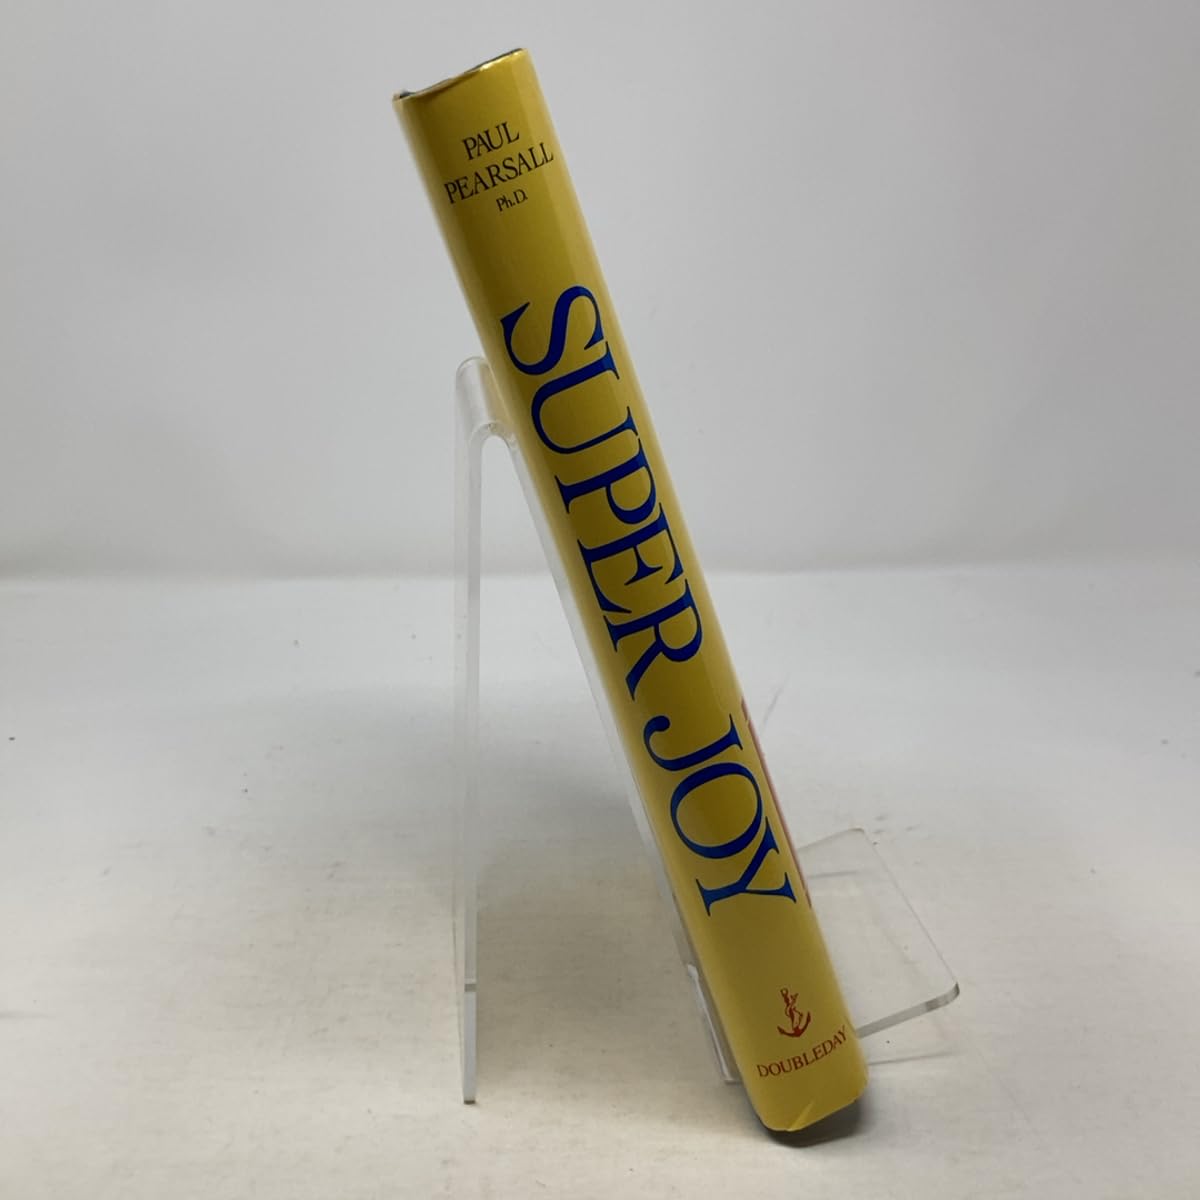 PAUL
PEARSALL
Ph.D.
SUPER JOY
DOUBLEDAY